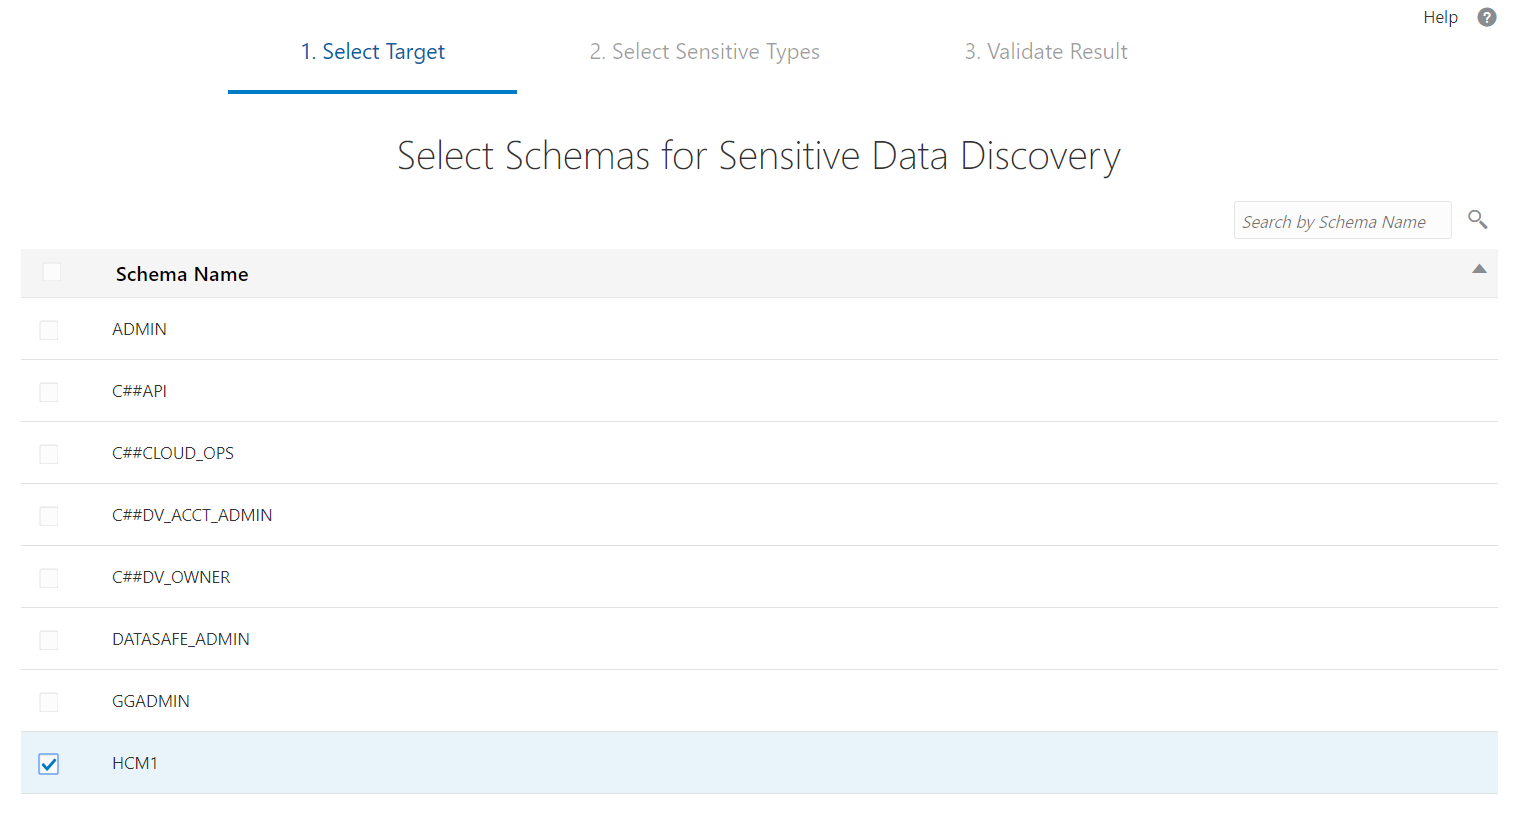 Help ?
1. Select Target 2. Select Sensitive Types 3. Validate Result
Select Schemas for Sensitive Data Discovery
Search by Schema Name
Schema Name
ADMIN
C##API
C##CLOUD_OPS
C##DV_ACCT_ADMIN
C##DV_OWNER
DATASAFE_ADMIN
GGADMIN
HCM1